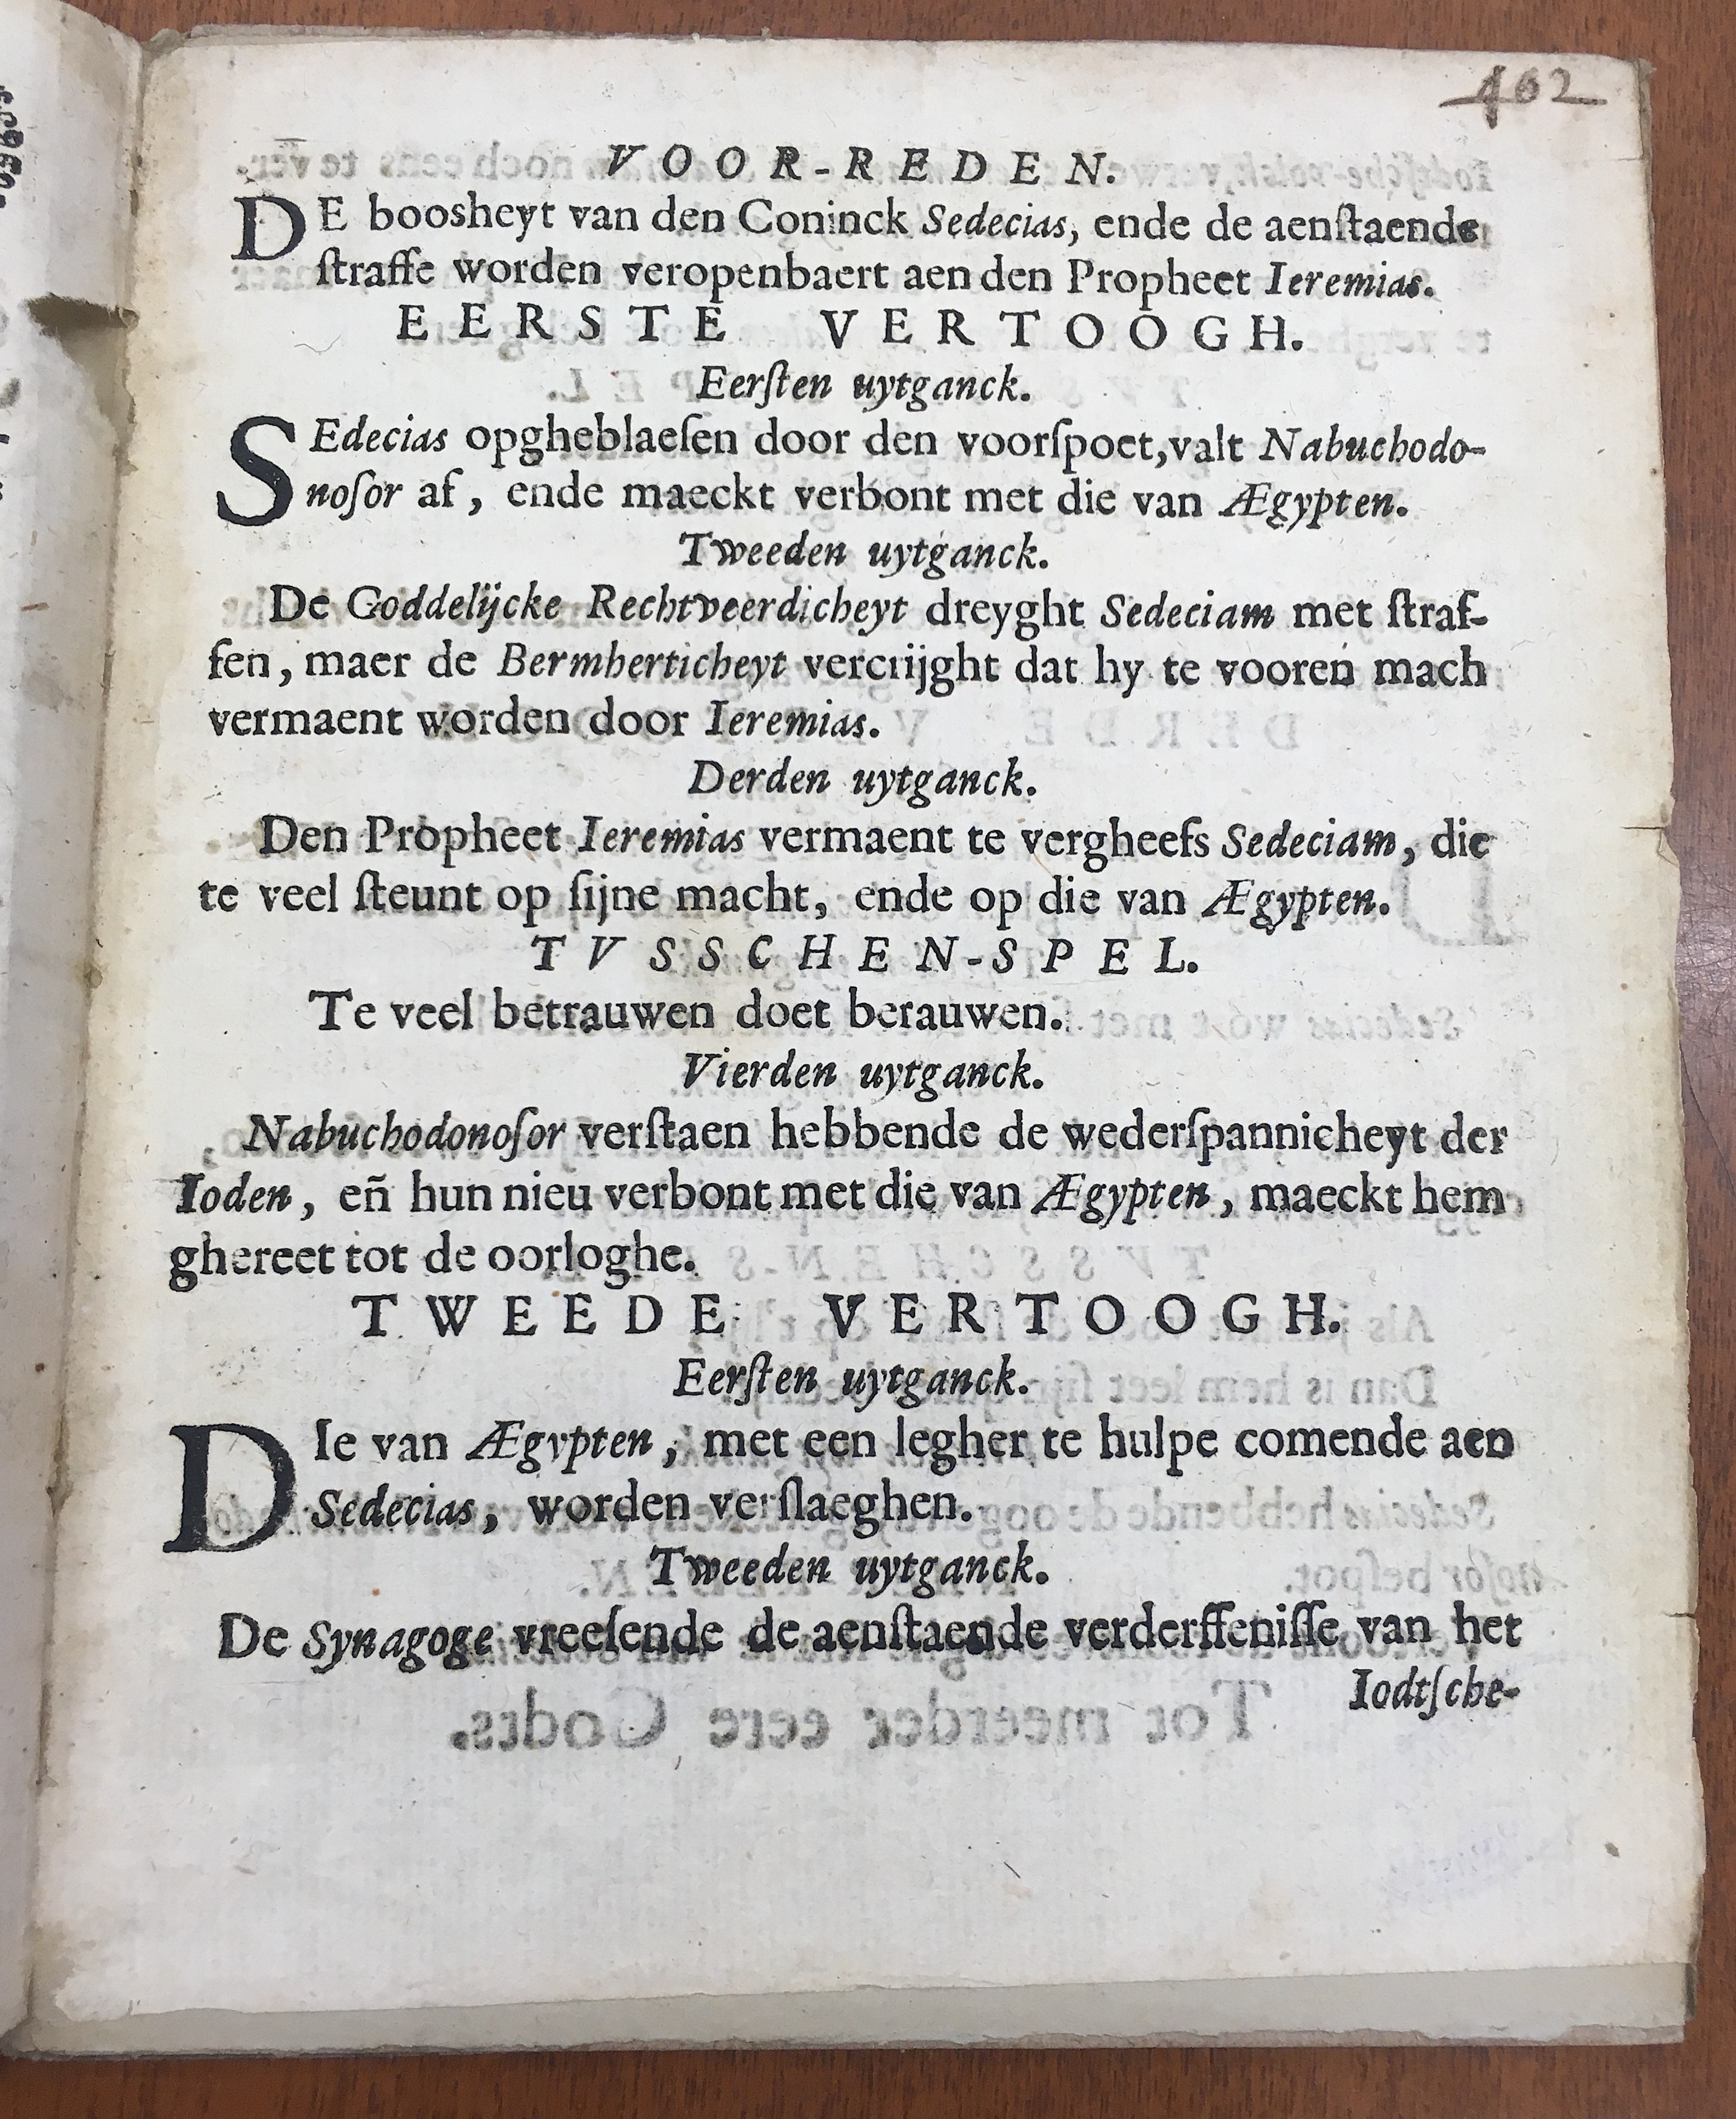 462
VOOR-REDEN.
DE boosheyt van den Coninck Sedecias, ende de aenſtaende
ſtraffe worden veropenbaert aen den Propheet Ieremias.
EERSTE VERTOOGH.
Eerſten uytganck.
SEdecias opgheblaeſen door den voorſpoet, valt Nabuchodo-
noſor af, ende maeckt verbont met die van Ægypten.
Tweeden uytganck.
De Goddelijcke Rechtveerdicheyt dreyght Sedeciam met ſtraf-
fen, maer de Bermherticheyt vercrijght dat hy te vooren mach
vermaent worden door Ieremias.
Derden uytganck.
Den Propheet Ieremias vermaent te vergheefs Sedeciam, die
te veel ſteunt op ſijne macht, ende op die van Ægypten.
TVSSCHEN-SPEL.
Te veel betrauwen doet berauwen.
Vierden uytganck.
Nabuchodonoſor verſtaen hebbende de wederſpannicheyt der
Ioden, en̄ hun nieu verbont met die van Ægypten, maeckt hem
ghereet tot de oorloghe.
TWEEDE VERTOOGH.
Eerſten uytganck.
DIe van Ægypten, met een legher te hulpe comende aen
Sedecias, worden verſlaeghen.
Tweeden uytganck.
De Synagoge vreeſende de aenſtaende verderffeniſſe van het
Iodtſche-